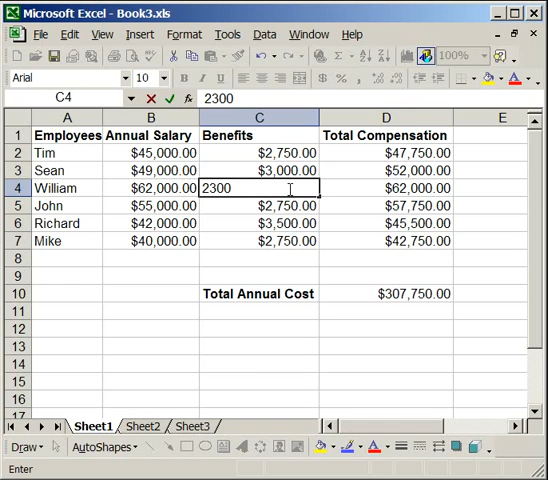 Microsoft Excel - Book3.xls
File Edit View Insert Format Tools Data Window Help
100%
Arial 10 B I U $ % ,
C4 2300
A B C D E
1 Employees Annual Salary Benefits Total Compensation
2 Tim $45,000.00 $2,750.00 $47,750.00
3 Sean $49,000.00 $3,000.00 $52,000.00
4 William $62,000.00 2300 $62,000.00
5 John $55,000.00 $2,750.00 $57,750.00
6 Richard $42,000.00 $3,500.00 $45,500.00
7 Mike $40,000.00 $2,750.00 $42,750.00
8
9
10 Total Annual Cost $307,750.00
11
12
13
14
15
16
17
Sheet1 Sheet2 Sheet3
Draw AutoShapes
Enter